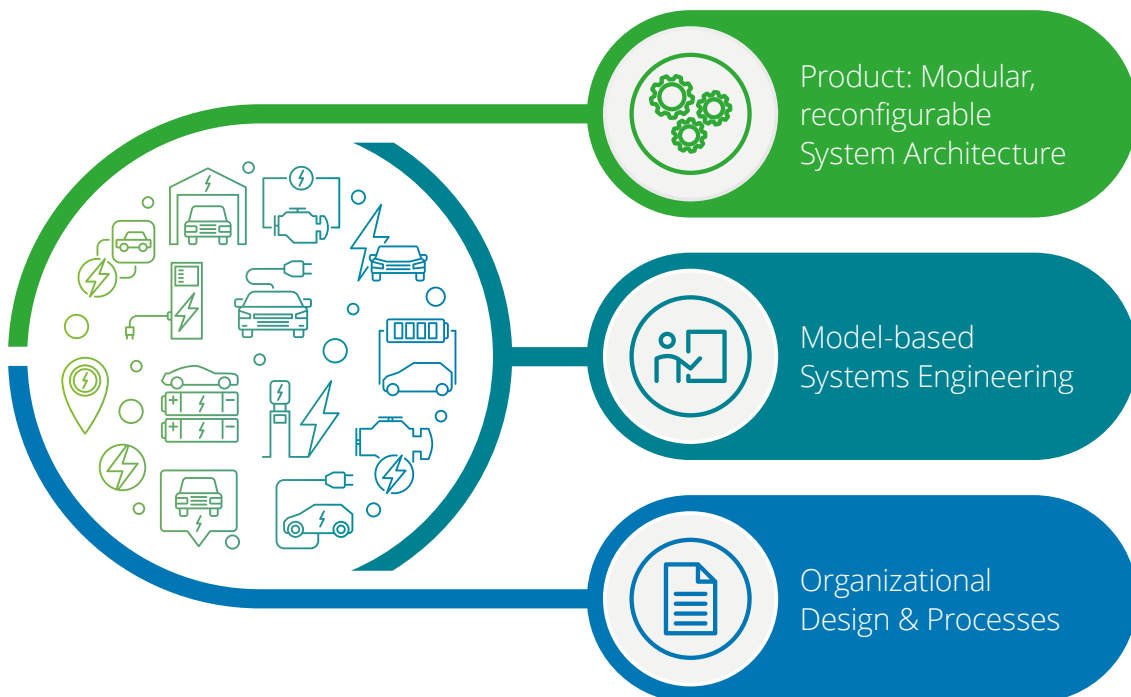 Product: Modular,
reconfigurable
System Architecture
Model-based
Systems Engineering
Organizational
Design & Processes